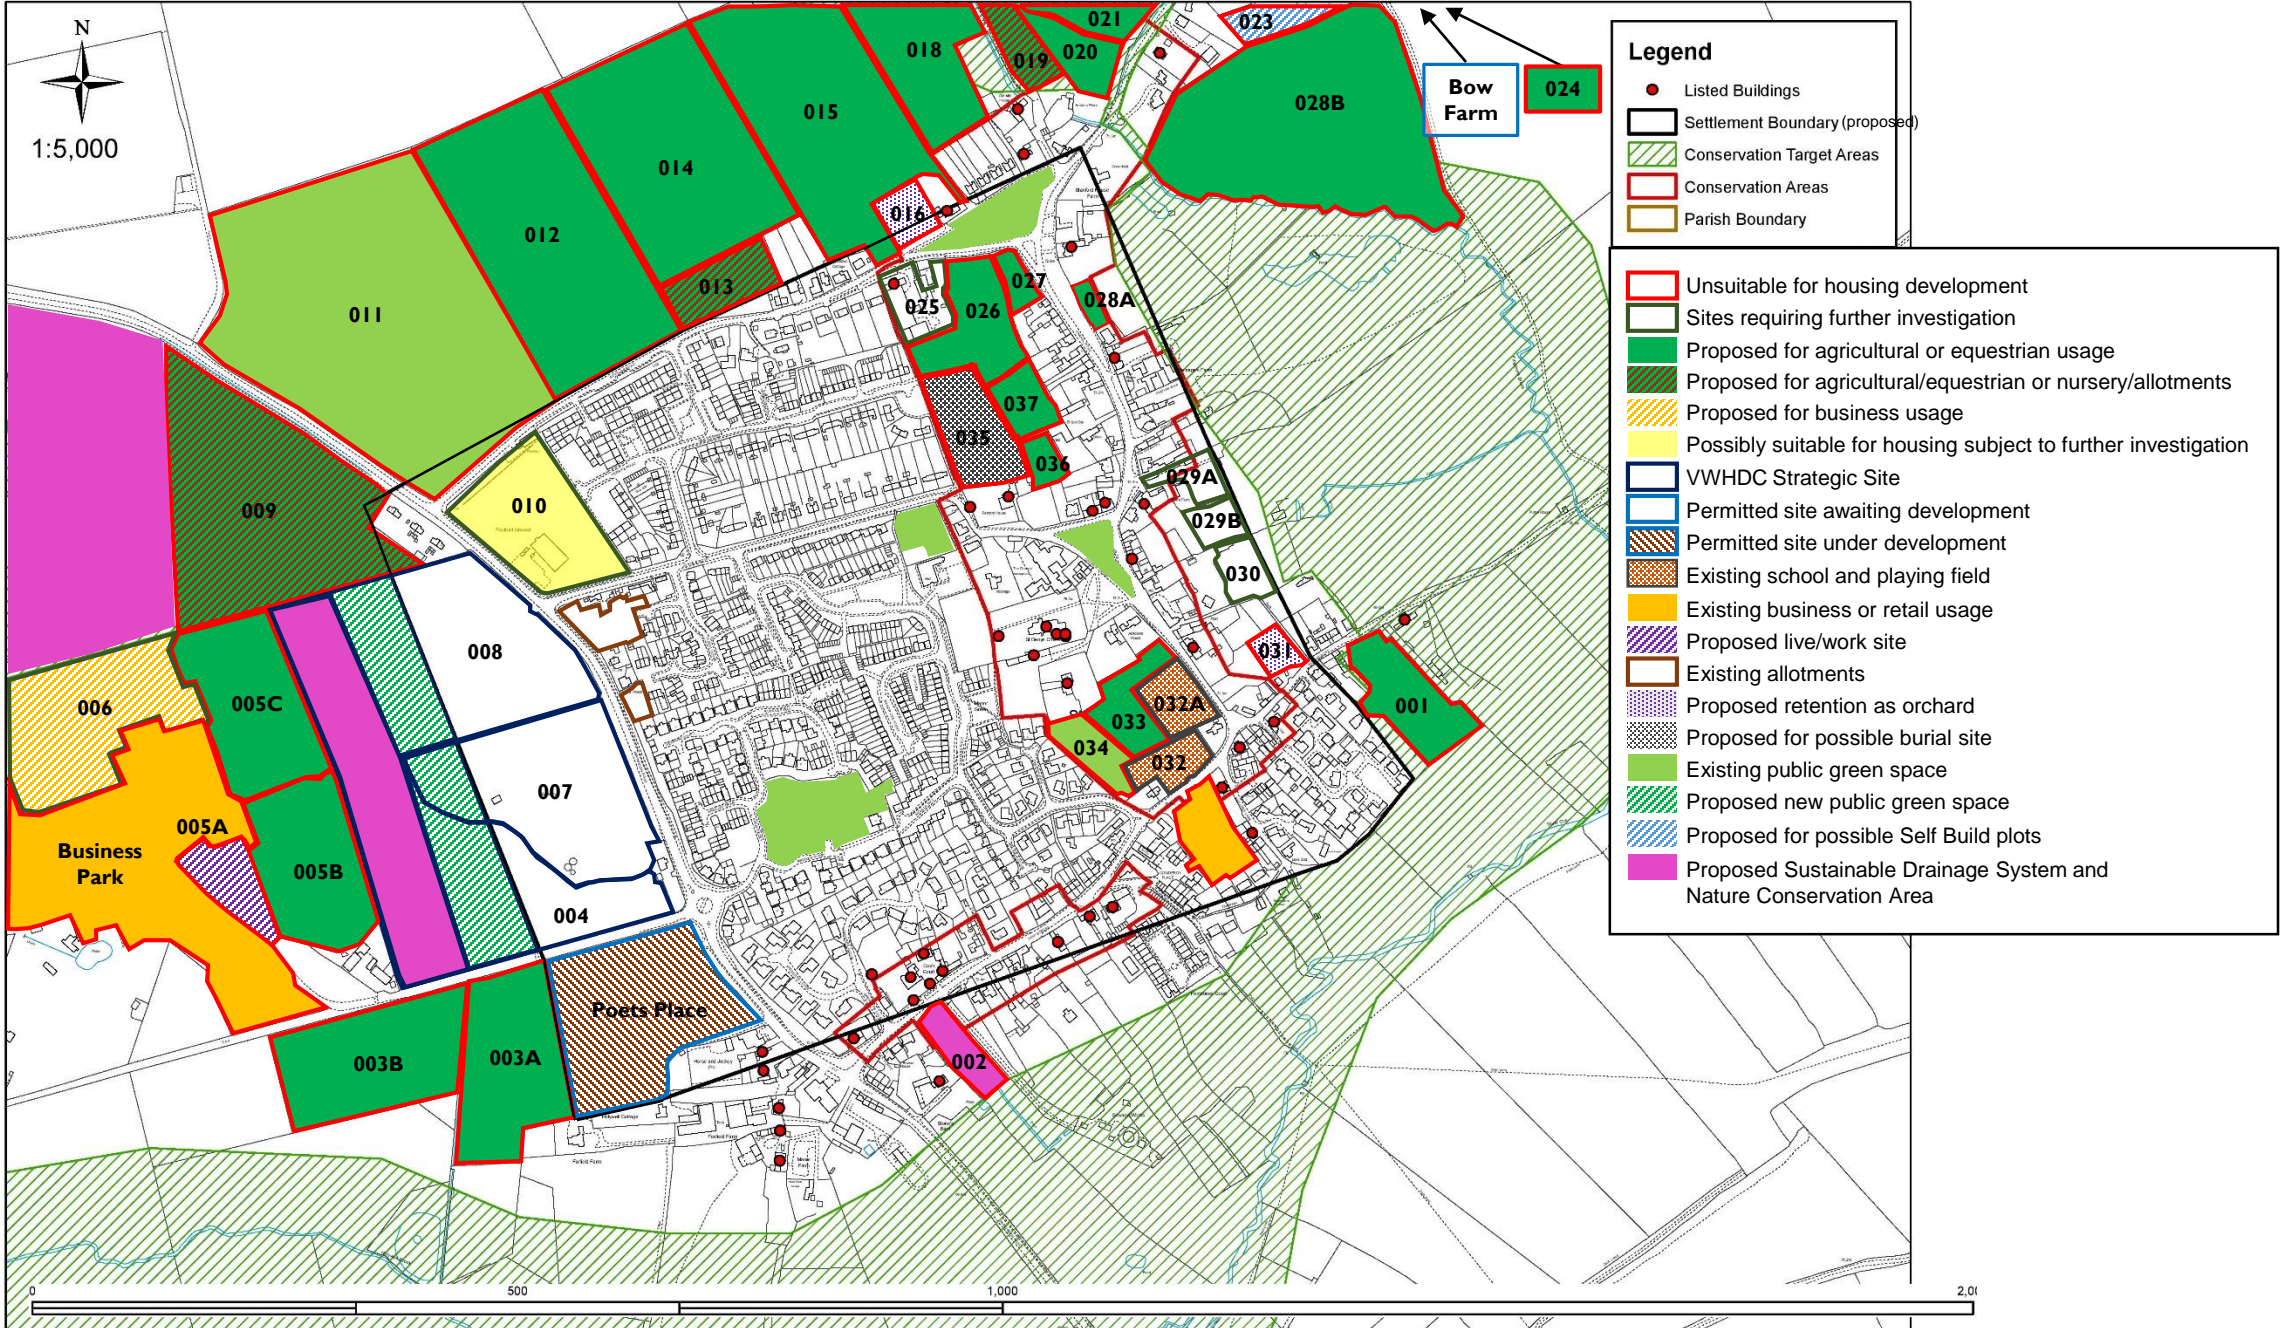 N
1:5,000
021
023
018
020
019
015
014
016
013
012
011
028B
Bow
Farm
024
Legend
Listed Buildings
Settlement Boundary (proposed)
Conservation Target Areas
Conservation Areas
Parish Boundary
Unsuitable for housing development
Sites requiring further investigation
Proposed for agricultural or equestrian usage
Proposed for agricultural/equestrian or nursery/allotments
Proposed for business usage
Possibly suitable for housing subject to further investigation
VWHDC Strategic Site
Permitted site awaiting development
Permitted site under development
Existing school and playing field
Existing business or retail usage
Proposed live/work site
Existing allotments
Proposed retention as orchard
Proposed for possible burial site
Existing public green space
Proposed new public green space
Proposed for possible Self Build plots
Proposed Sustainable Drainage System and
Nature Conservation Area
025
026
027
028A
037
035
036
029A
029B
030
031
009
010
008
006
005C
007
005A
Business
Park
005B
004
032A
033
034
032
001
Poets Place
003B
003A
002
0
500
1,000